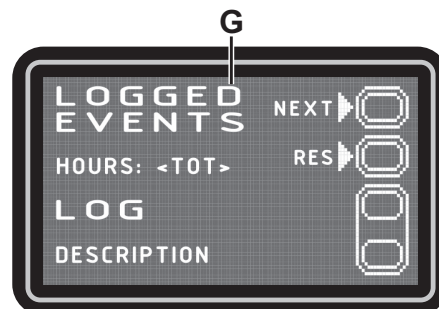 G
LOGGED
EVENTS
NEXT
HOURS: <TOT>
RES
LOG
DESCRIPTION